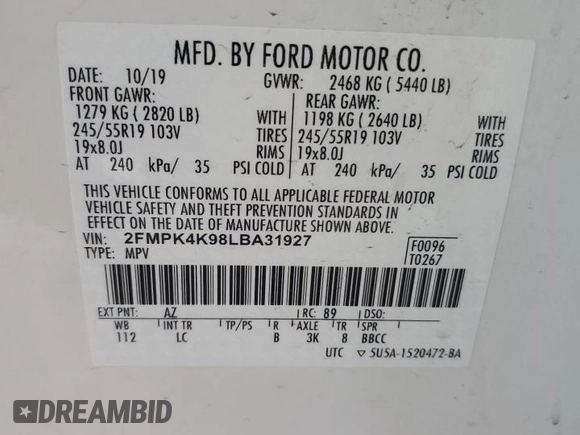 MFD. BY FORD MOTOR CO.
DATE: 10/19 GVWR: 2468 KG ( 5440 LB)
FRONT GAWR: REAR GAWR:
1279 KG ( 2820 LB) WITH 1198 KG ( 2640 LB) WITH
245/55R19 103V TIRES 245/55R19 103V TIRES
19x8.0J RIMS 19x8.0J RIMS
AT 240 kPa/ 35 PSI COLD AT 240 kPa/ 35 PSI COLD
THIS VEHICLE CONFORMS TO ALL APPLICABLE FEDERAL MOTOR
VEHICLE SAFETY AND THEFT PREVENTION STANDARDS IN
EFFECT ON THE DATE OF MANUFACTURE SHOWN ABOVE.
VIN: 2FMPK4K98LBA31927 F0096
TYPE: MPV T0267
EXT PNT: AZ RC: 89 DSO:
WB INT TR TP/PS R AXLE TR SPR
112 LC B 3K 8 BBCC
UTC ▽ 5U5A-1520472-BA
DREAMBID